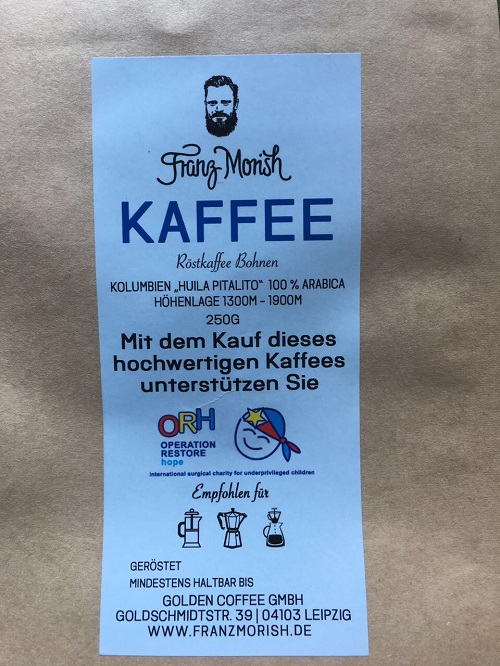 Franz Morish
KAFFEE
Röstkaffee Bohnen
KOLUMBIEN „HUILA PITALITO“ 100 % ARABICA
HÖHENLAGE 1300M – 1900M
250G
Mit dem Kauf dieses
hochwertigen Kaffees
unterstützen Sie
ORH
OPERATION
RESTORE
hope
international surgical charity for underprivileged children
Empfohlen für
GERÖSTET
MINDESTENS HALTBAR BIS
GOLDEN COFFEE GMBH
GOLDSCHMIDTSTR. 39 | 04103 LEIPZIG
WWW.FRANZMORISH.DE